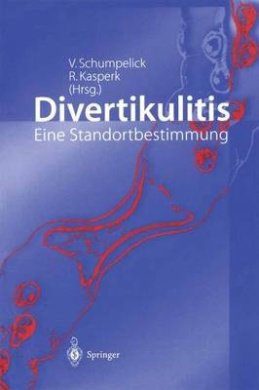 V. Schumpelick
R. Kasperk
(Hrsg.)
Divertikulitis
Eine Standortbestimmung
Springer